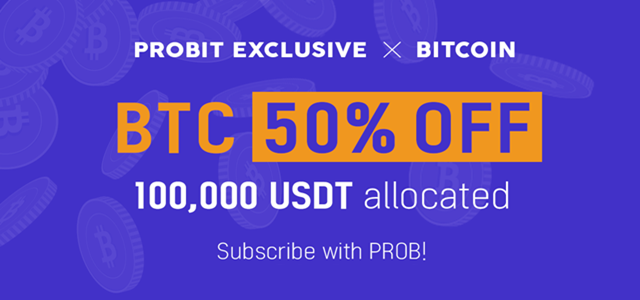 PROBIT EXCLUSIVE × BITCOIN
BTC 50% OFF
100,000 USDT allocated
Subscribe with PROB!